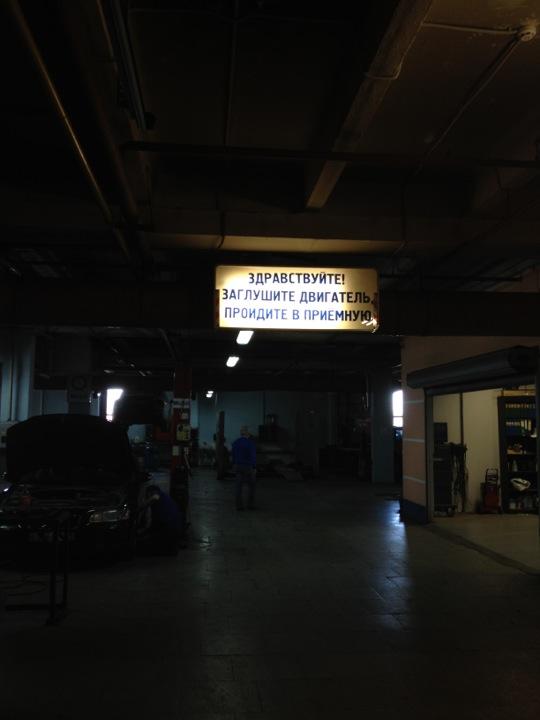 ЗДРАВСТВУЙТЕ!
ЗАГЛУШИТЕ ДВИГАТЕЛЬ,
ПРОЙДИТЕ В ПРИЕМНУЮ